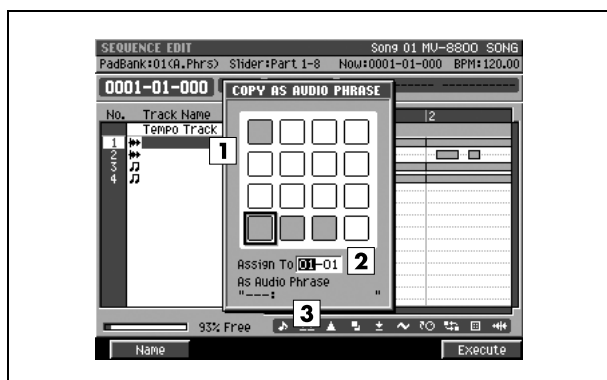 SEQUENCE EDIT Song 01 MV-8800 SONG
PadBank:01(A.Phrs) Slider:Part 1-8 Now:0001-01-000 BPM:120.00
0001-01-000 COPY AS AUDIO PHRASE
No. Track Name 2
Tempo Track
1
1
2
3
4
Assign To 01-01 2
As Audio Phrase
"---: "
3
93% Free
Name Execute